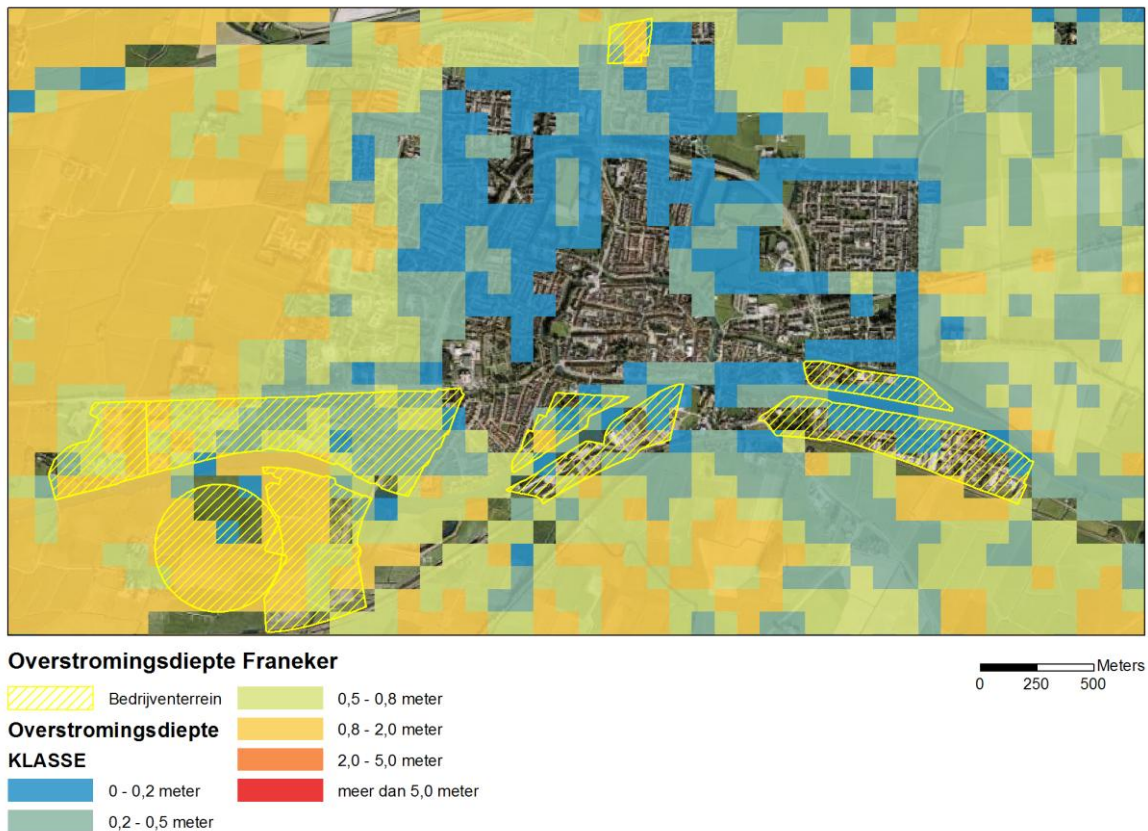 Overstromingsdiepte Franeker
Bedrijventerrein
Overstromingsdiepte
KLASSE
0 - 0,2 meter
0,2 - 0,5 meter
0,5 - 0,8 meter
0,8 - 2,0 meter
2,0 - 5,0 meter
meer dan 5,0 meter
Meters
0 250 500